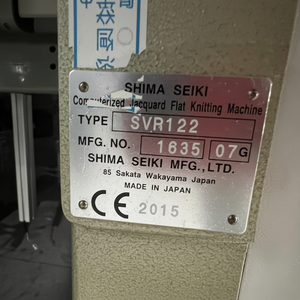 SHIMA SEIKI
Computerized Jacquard Flat Knitting Machine
TYPE SVR122
MFG. NO. 1635 07G
SHIMA SEIKI MFG., LTD.
85 Sakata Wakayama Japan
MADE IN JAPAN
CE 2015